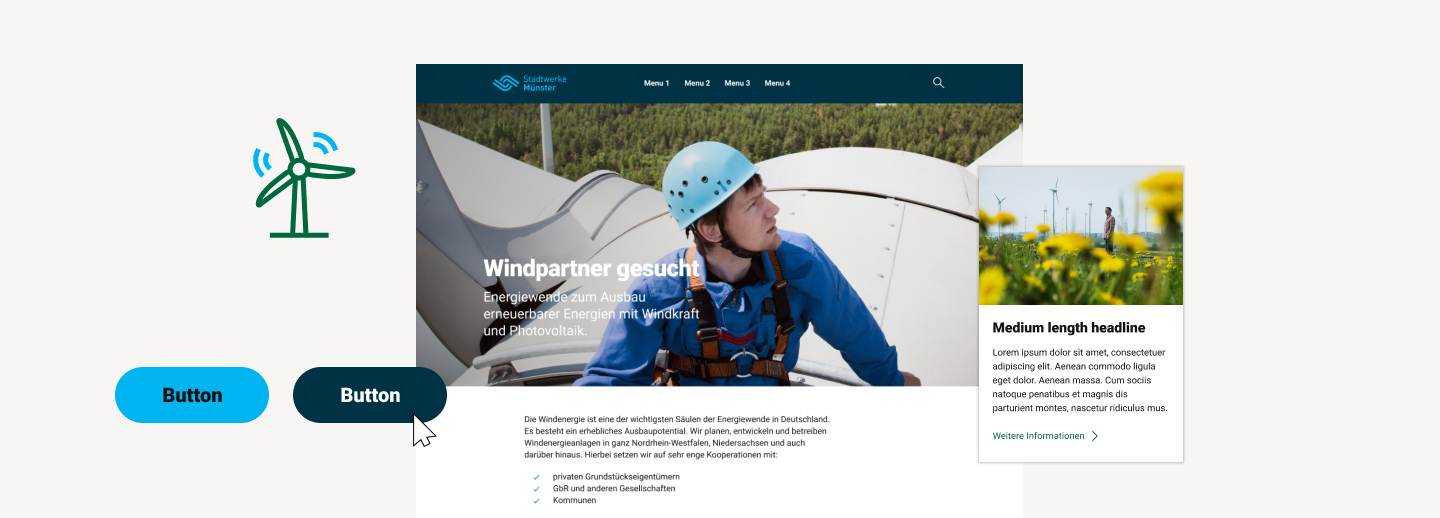 Stadtwerke
Münster
Menu 1 Menu 2 Menu 3 Menu 4
Windpartner gesucht
Energiewende zum Ausbau
erneuerbarer Energien mit Windkraft
und Photovoltaik.
Button
Button
Die Windenergie ist eine der wichtigsten Säulen der Energiewende in Deutschland.
Es besteht ein erhebliches Ausbaupotential. Wir planen, entwickeln und betreiben
Windenergieanlagen in ganz Nordrhein-Westfalen, Niedersachsen und auch
darüber hinaus. Hierbei setzen wir auf sehr enge Kooperationen mit:
privaten Grundstückseigentümern
GbR und anderen Gesellschaften
Kommunen
Medium length headline
Lorem ipsum dolor sit amet, consectetuer
adipiscing elit. Aenean commodo ligula
eget dolor. Aenean massa. Cum sociis
natoque penatibus et magnis dis
parturient montes, nascetur ridiculus mus.
Weitere Informationen